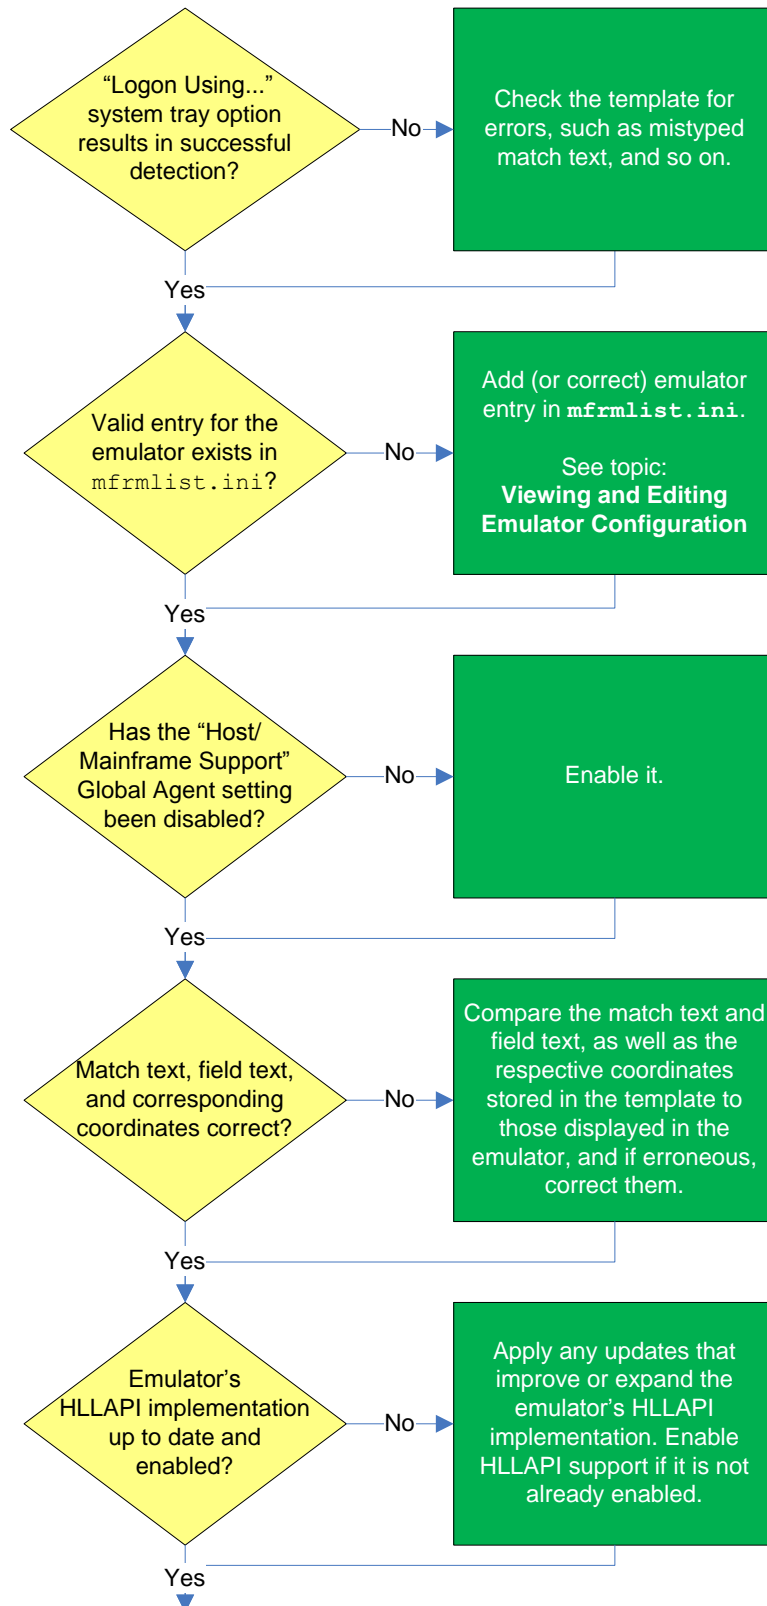 “Logon Using...”
system tray option
results in successful
detection?
No
Check the template for
errors, such as mistyped
match text, and so on.
Yes
Valid entry for the
emulator exists in
mfrmlist.ini?
No
Add (or correct) emulator
entry in mfrmlist.ini.
See topic:
Viewing and Editing
Emulator Configuration
Yes
Has the “Host/
Mainframe Support”
Global Agent setting
been disabled?
No
Enable it.
Yes
Match text, field text,
and corresponding
coordinates correct?
No
Compare the match text and
field text, as well as the
respective coordinates
stored in the template to
those displayed in the
emulator, and if erroneous,
correct them.
Yes
Emulator’s
HLLAPI implementation
up to date and
enabled?
No
Apply any updates that
improve or expand the
emulator’s HLLAPI
implementation. Enable
HLLAPI support if it is not
already enabled.
Yes